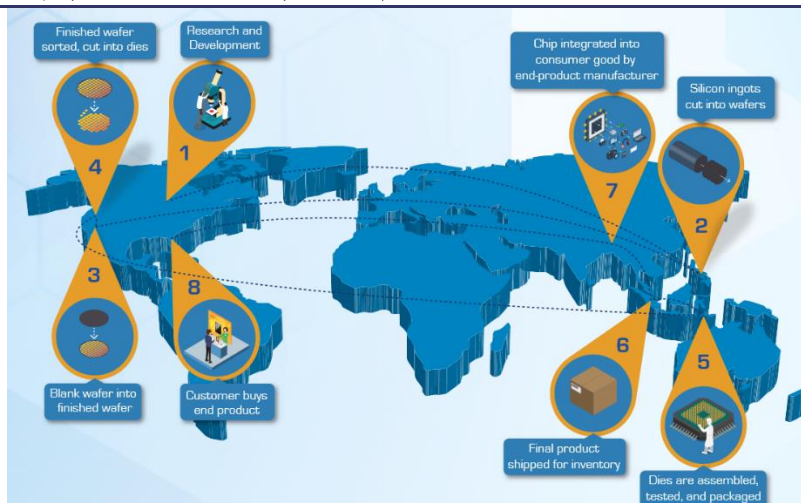 Finished wafer
sorted, cut into dies
4
Research and
Development
1
Chip integrated into
consumer good by
end-product manufacturer
7
Silicon ingots
cut into wafers
2
3
Blank wafer into
finished wafer
8
Customer buys
end product
6
Final product
shipped for inventory
5
Dies are assembled,
tested, and packaged